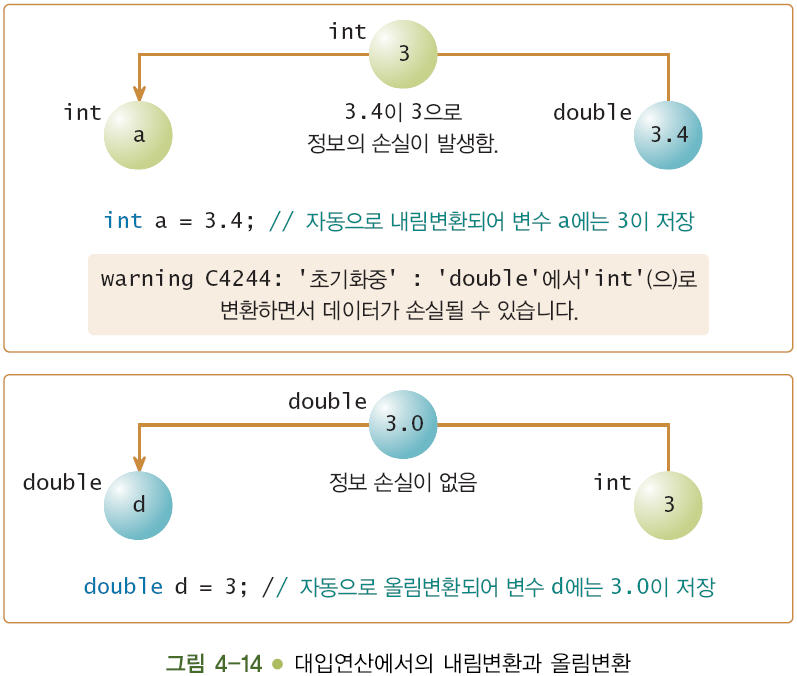 int
3
int
a
3.4이 3으로
정보의 손실이 발생함.
double
3.4
int a = 3.4; // 자동으로 내림변환되어 변수 a에는 3이 저장
warning C4244: '초기화중' : 'double'에서'int'(으)로
변환하면서 데이터가 손실될 수 있습니다.
double
3.0
double
d
정보 손실이 없음
int
3
double d = 3; // 자동으로 올림변환되어 변수 d에는 3.0이 저장
그림 4-14 ● 대입연산에서의 내림변환과 올림변환